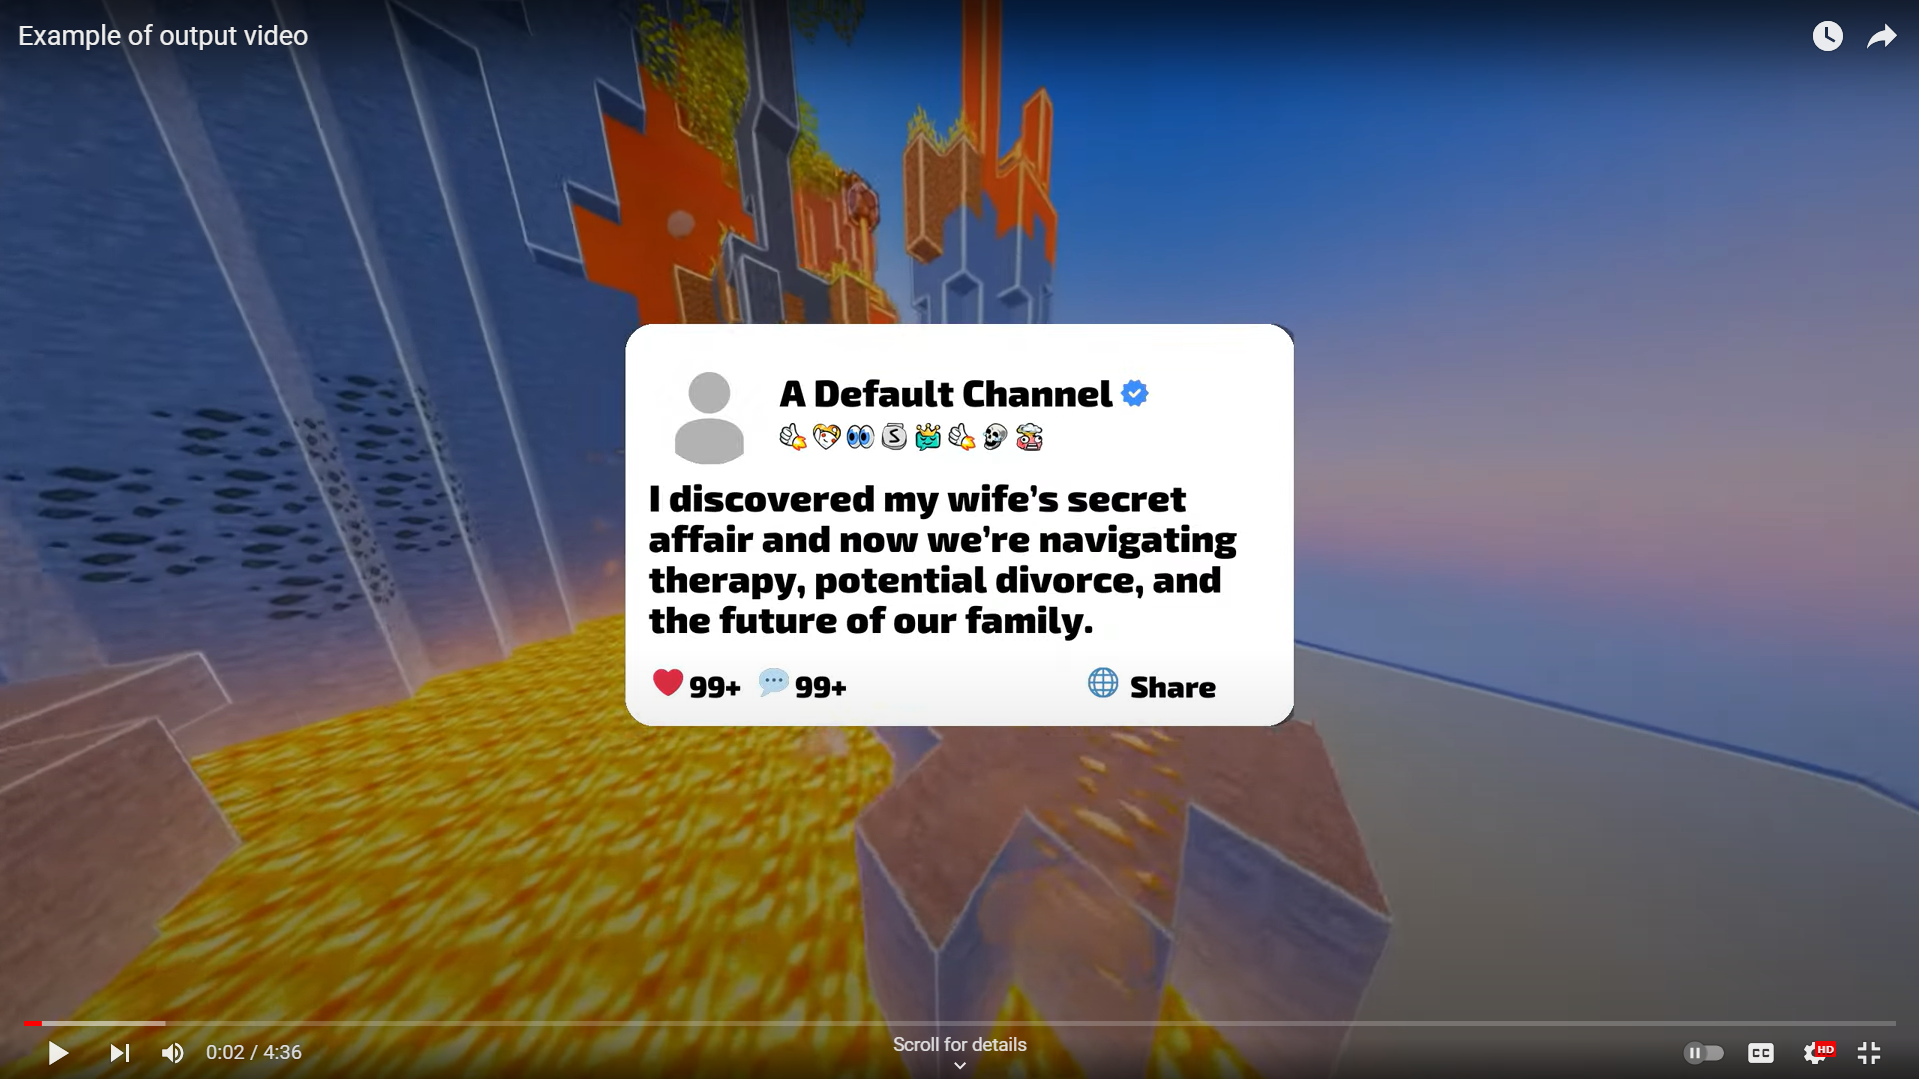 Example of output video
A Default Channel
I discovered my wife’s secret
affair and now we’re navigating
therapy, potential divorce, and
the future of our family.
99+ 99+ Share
0:02 / 4:36
Scroll for details
CC
HD